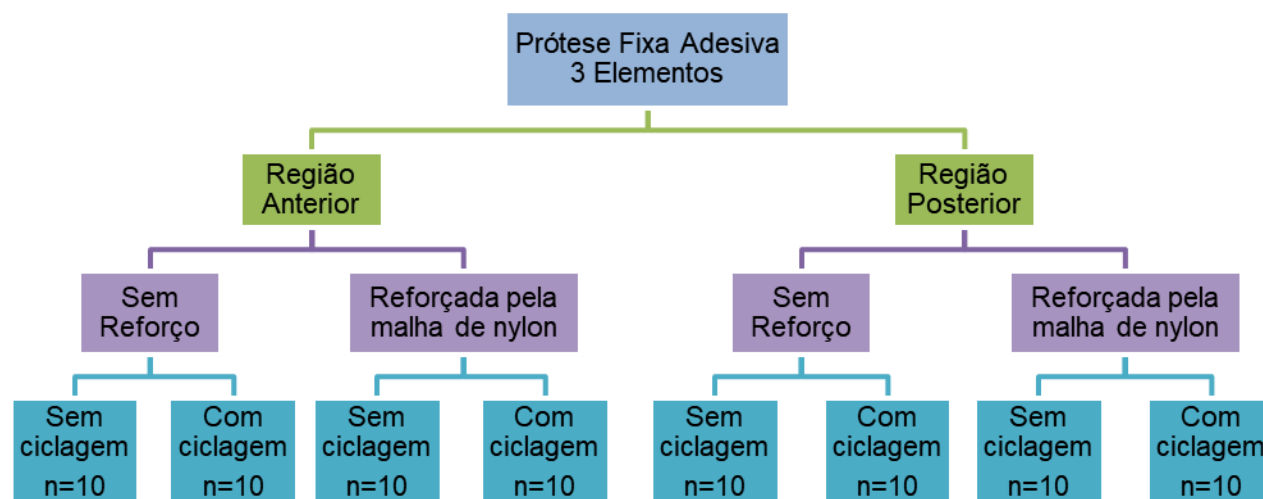 Prótese Fixa Adesiva
3 Elementos
Região
Anterior
Região
Posterior
Sem
Reforço
Reforçada pela
malha de nylon
Sem
Reforço
Reforçada pela
malha de nylon
Sem
ciclagem
n=10
Com
ciclagem
n=10
Sem
ciclagem
n=10
Com
ciclagem
n=10
Sem
ciclagem
n=10
Com
ciclagem
n=10
Sem
ciclagem
n=10
Com
ciclagem
n=10